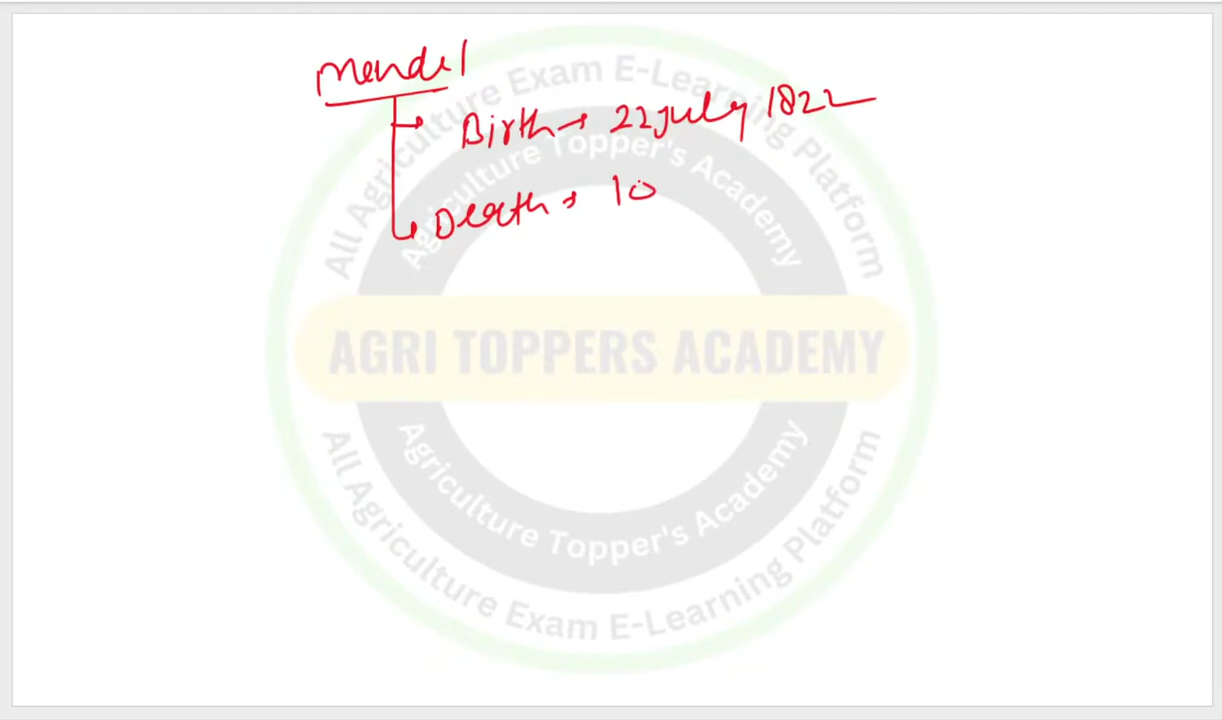 Mendel
Birth → 22 July 1822
Death → 10
All Agriculture Exam E-Learning Platform
Agriculture Topper's Academy
AGRI TOPPERS ACADEMY
Agriculture Topper's Academy
All Agriculture Exam E-Learning Platform